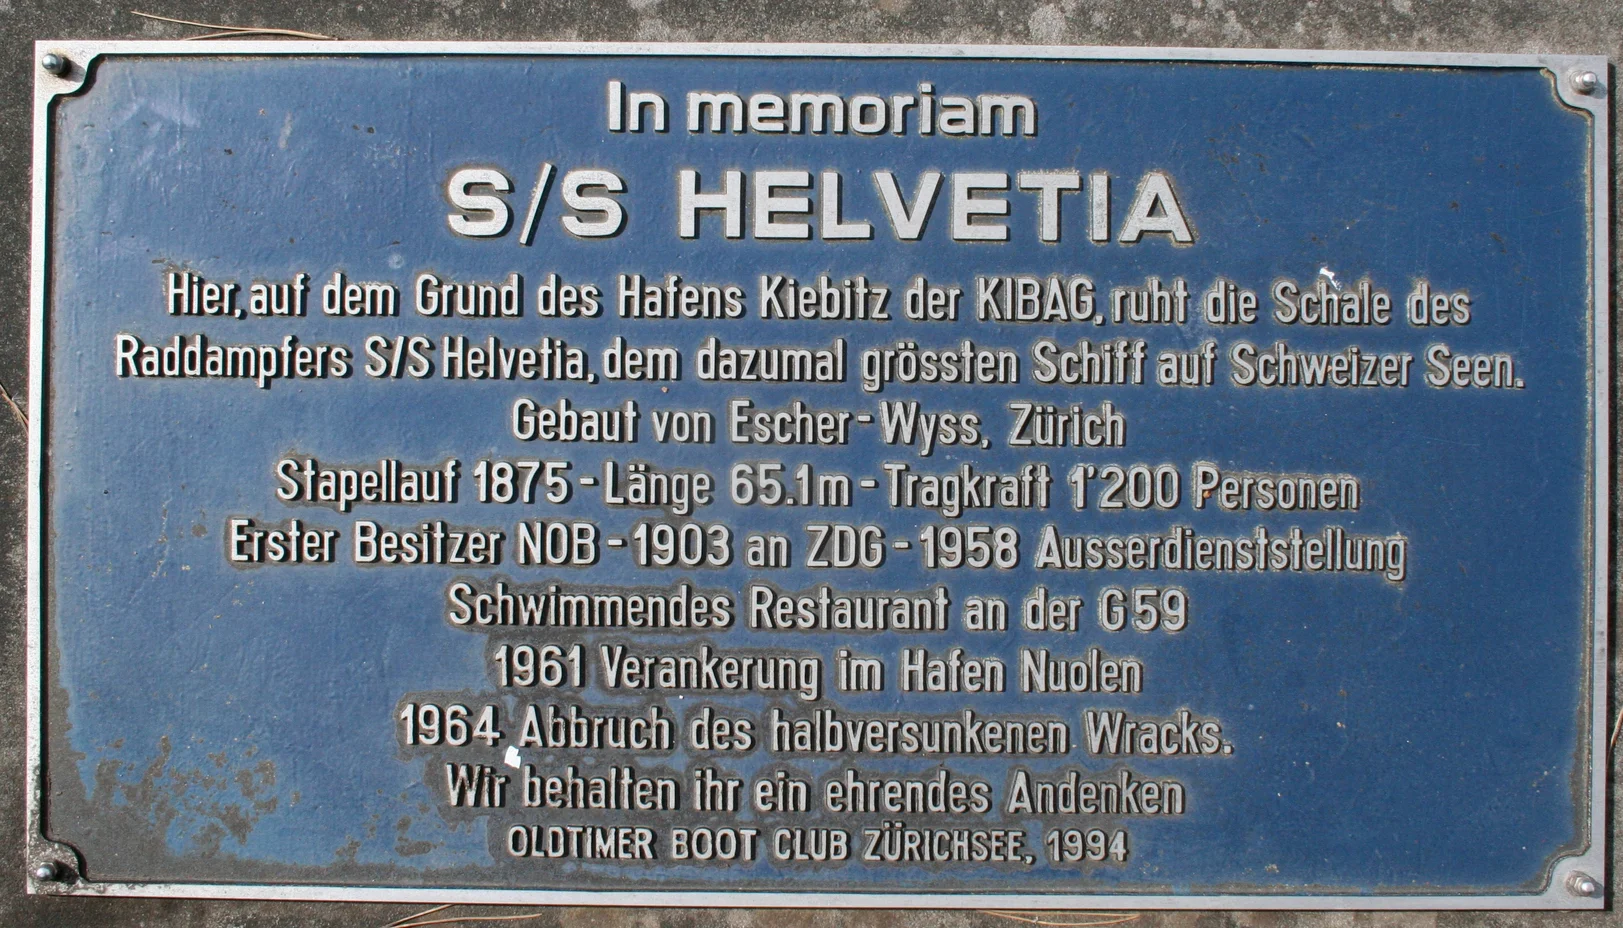 In memoriam
S/S HELVETIA
Hier, auf dem Grund des Hafens Kiebitz der KIBAG, ruht die Schale des
Raddampfers S/S Helvetia, dem dazumal grössten Schiff auf Schweizer Seen.
Gebaut von Escher-Wyss, Zürich
Stapellauf 1875 - Länge 65.1m - Tragkraft 1'200 Personen
Erster Besitzer NOB - 1903 an ZDG - 1958 Ausserdienststellung
Schwimmendes Restaurant an der G59
1961 Verankerung im Hafen Nuolen
1964 Abbruch des halbversunkenen Wracks.
Wir behalten ihr ein ehrendes Andenken
OLDTIMER BOOT CLUB ZÜRICHSEE, 1994